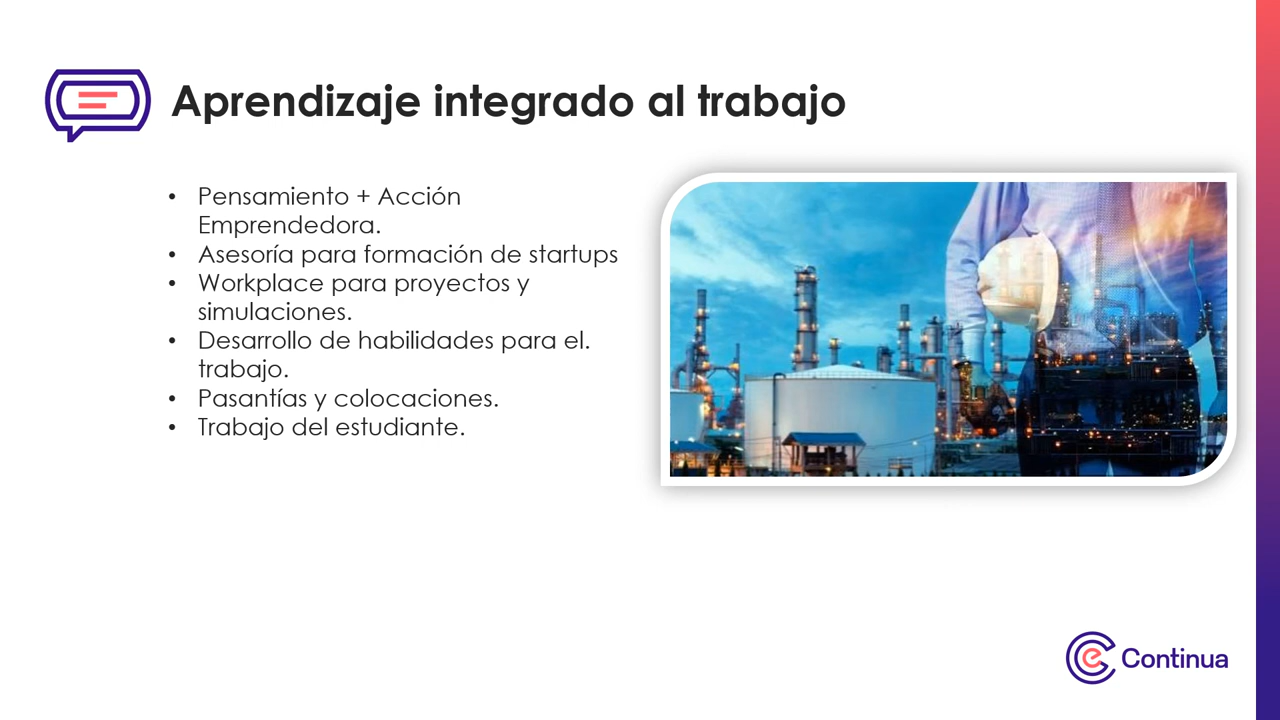 Aprendizaje integrado al trabajo
• Pensamiento + Acción
Emprendedora.
• Asesoría para formación de startups
• Workplace para proyectos y
simulaciones.
• Desarrollo de habilidades para el.
trabajo.
• Pasantías y colocaciones.
• Trabajo del estudiante.
Continua